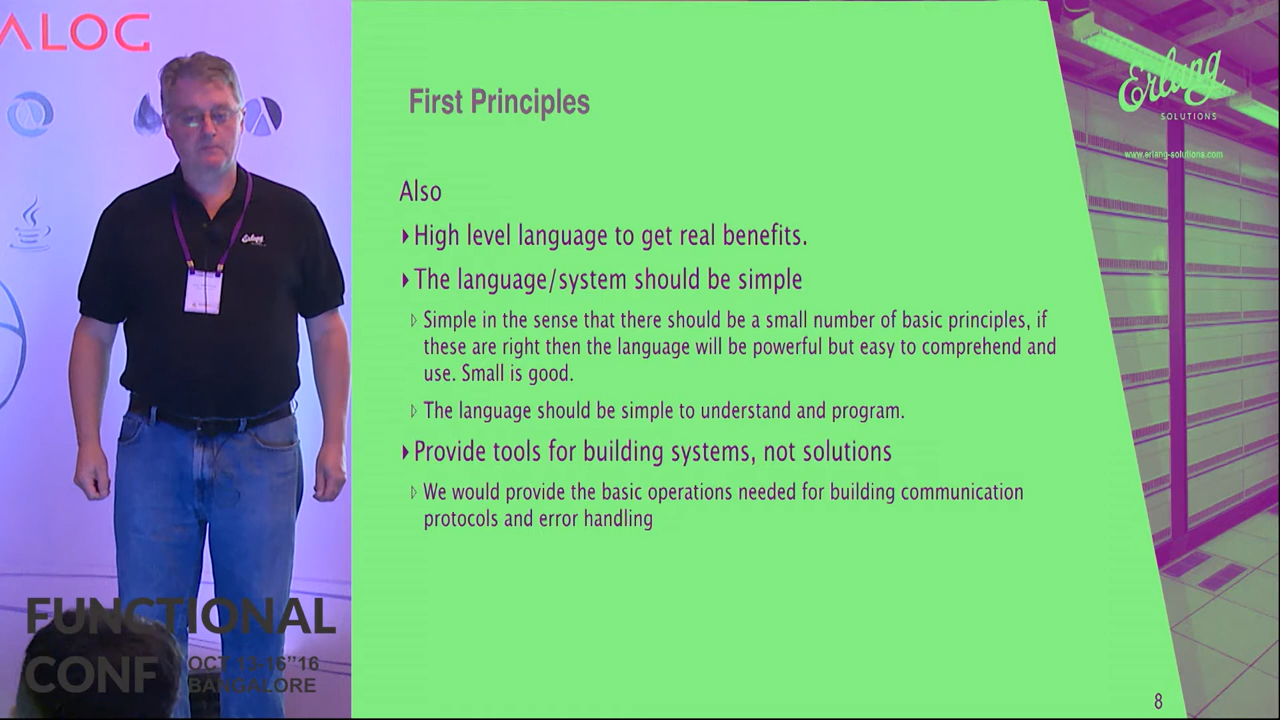 ALOG
Erlang
FUNCTIONAL
CONF
OCT 13-16"16
BANGALORE
First Principles
Also
High level language to get real benefits.
The language/system should be simple
Simple in the sense that there should be a small number of basic principles, if
these are right then the language will be powerful but easy to comprehend and
use. Small is good.
The language should be simple to understand and program.
Provide tools for building systems, not solutions
We would provide the basic operations needed for building communication
protocols and error handling
Erlang
SOLUTIONS
www.erlang-solutions.com
8